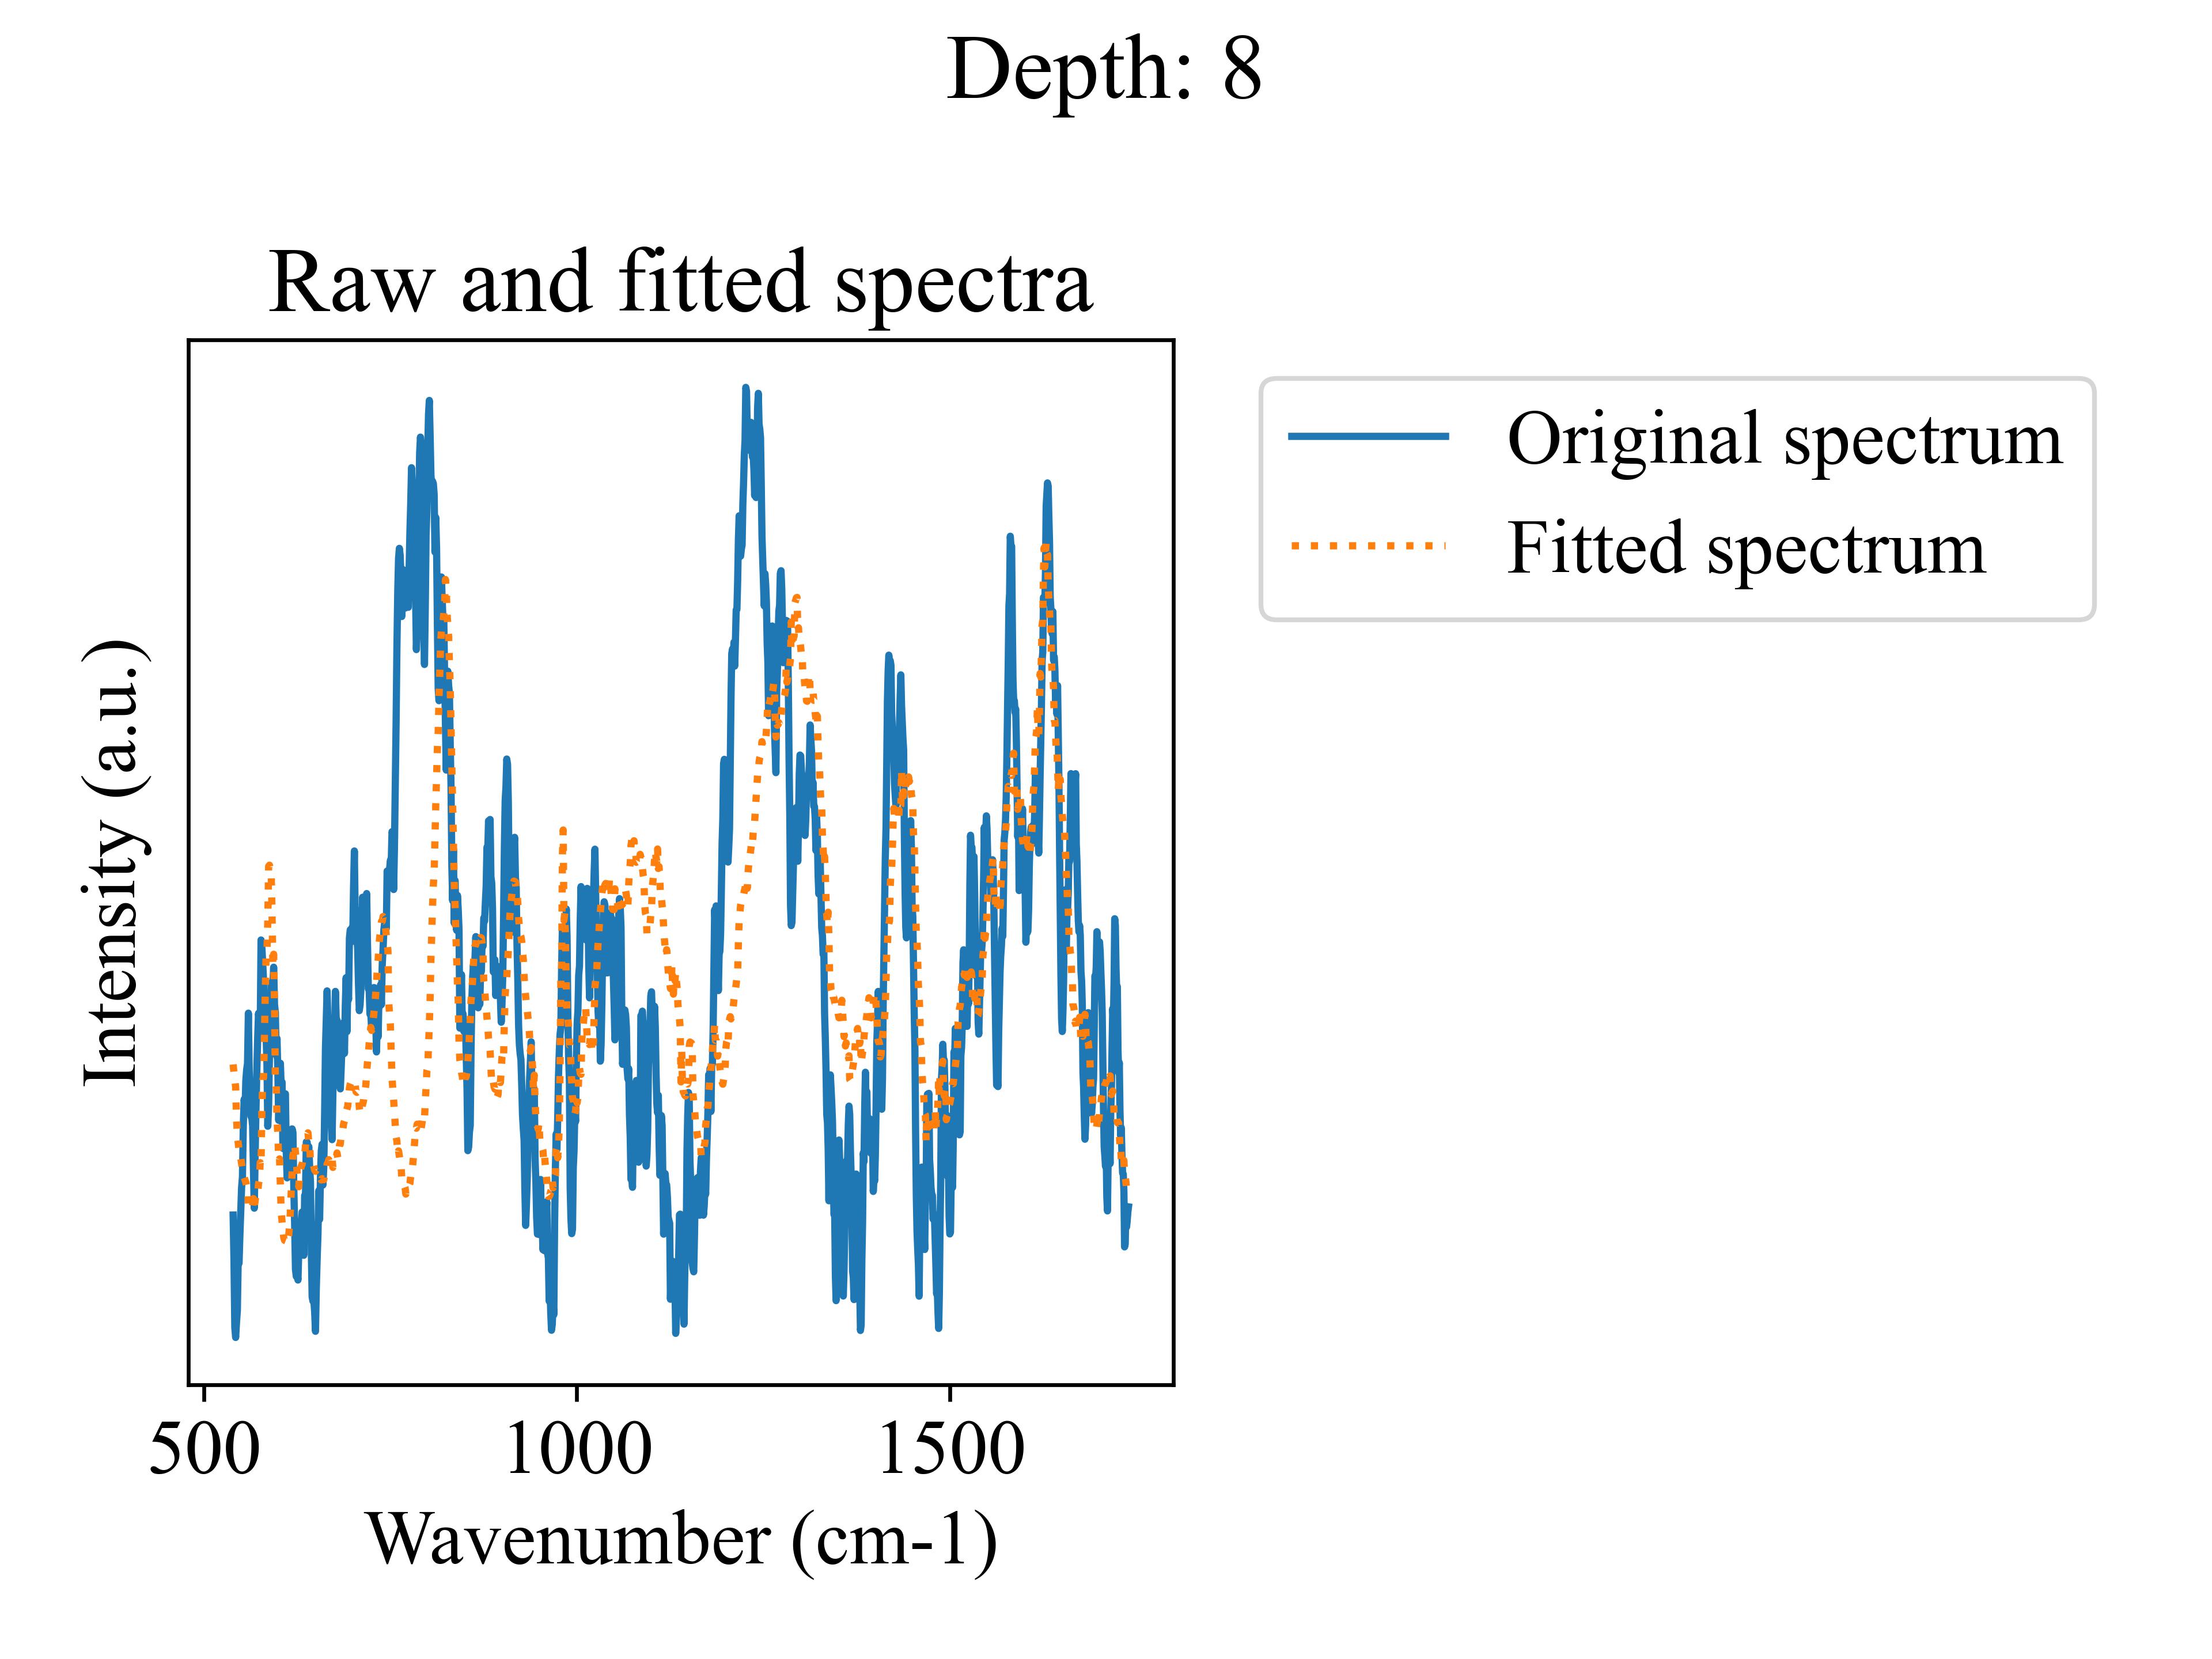 Depth: 8
Raw and fitted spectra
Original spectrum
Fitted spectrum
Intensity (a.u.)
500 1000 1500
Wavenumber (cm-1)